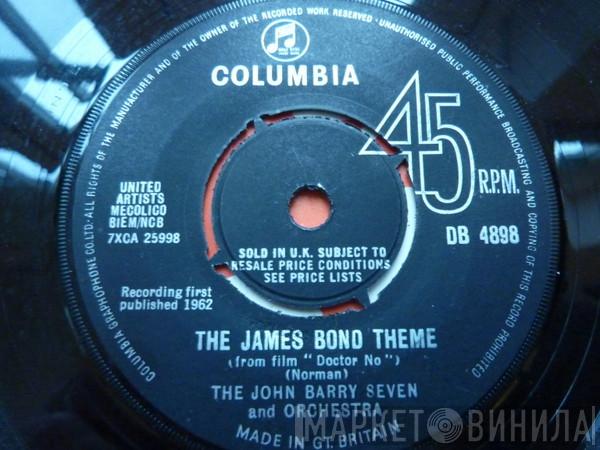 MANUFACTURER AND OF THE OWNER OF THE RECORDED WORK RESERVED · UNAUTHORISED PUBLIC PERFORMANCE BROADCASTING AND COPYING OF THIS RECORD PROHIBITED
COLUMBIA GRAPHOPHONE CO. LTD. · ALL RIGHTS OF THE
COLUMBIA
45
R.P.M.
UNITED
ARTISTS
MECOLICO
BIEM/NCB
7XCA 25998
DB 4898
SOLD IN U.K. SUBJECT TO
RESALE PRICE CONDITIONS
SEE PRICE LISTS
Recording first
published 1962
THE JAMES BOND THEME
(from film "Doctor No")
(Norman)
THE JOHN BARRY SEVEN
and ORCHESTRA
MADE IN GT. BRITAIN
МАРКЕТ ВИНИЛА